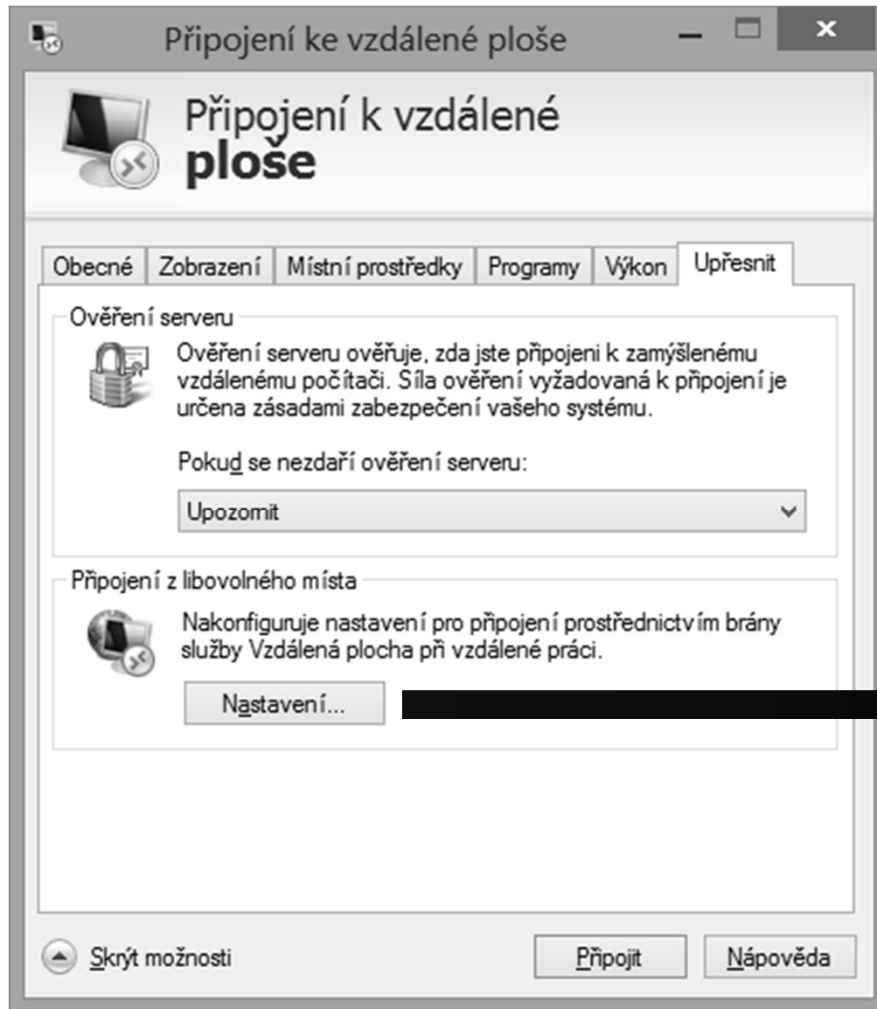 Připojení ke vzdálené ploše
Připojení k vzdálené
ploše
Obecné Zobrazení Místní prostředky Programy Výkon Upřesnit
Ověření serveru
Ověření serveru ověřuje, zda jste připojeni k zamýšlenému
vzdálenému počítači. Síla ověření vyžadovaná k připojení je
určena zásadami zabezpečení vašeho systému.
Pokud se nezdaří ověření serveru:
Upozornit
Připojení z libovolného místa
Nakonfiguruje nastavení pro připojení prostřednictvím brány
služby Vzdálená plocha při vzdálené práci.
Nastavení...
Skrýt možnosti
Připojit
Nápověda